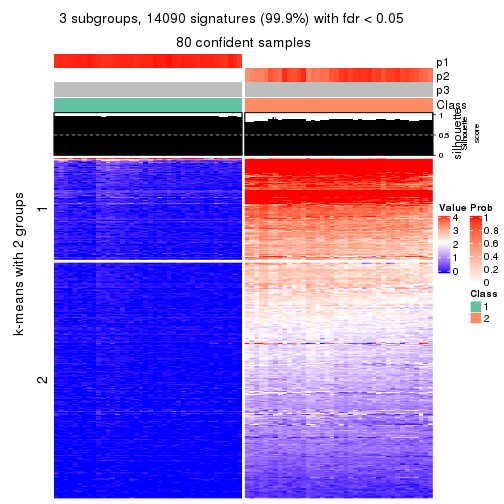 3 subgroups, 14090 signatures (99.9%) with fdr < 0.05
80 confident samples
p1
p2
p3
Class
1
0.5
0
silhouette
Silhouette
score
k-means with 2 groups
1
2
Value
4
3
2
1
0
Prob
1
0.8
0.6
0.4
0.2
0
Class
1
2